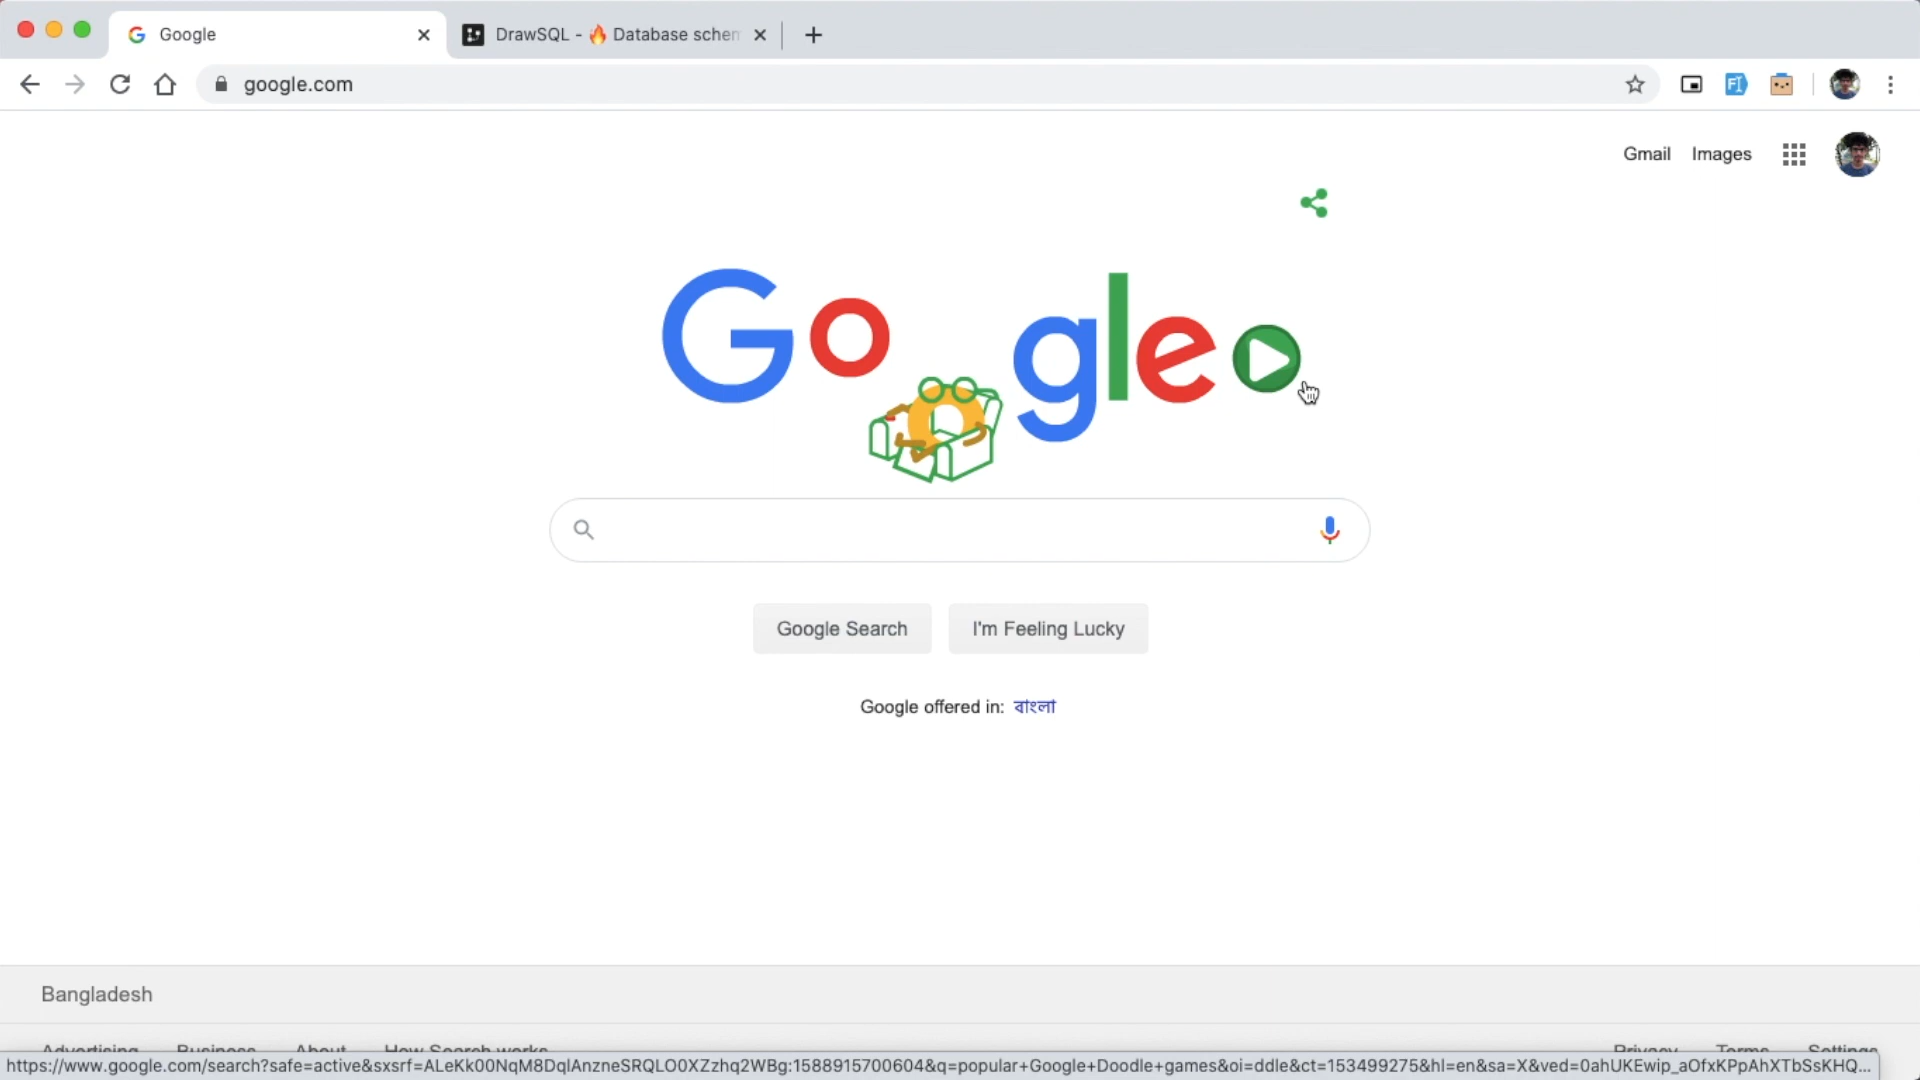 Google
DrawSQL - 🔥 Database schem
google.com
Gmail Images
Go gle
Google Search
I'm Feeling Lucky
Google offered in: বাংলা
Bangladesh
Advertising Business About How Search works
Privacy Terms Settings
https://www.google.com/search?safe=active&sxsrf=ALeKk00NqM8DqlAnzneSRQLO0XZzhq2WBg:1588915700604&q=popular+Google+Doodle+games&oi=ddle&ct=153499275&hl=en&sa=X&ved=0ahUKEwip_aOfxKPpAhXTbSsKHQ...